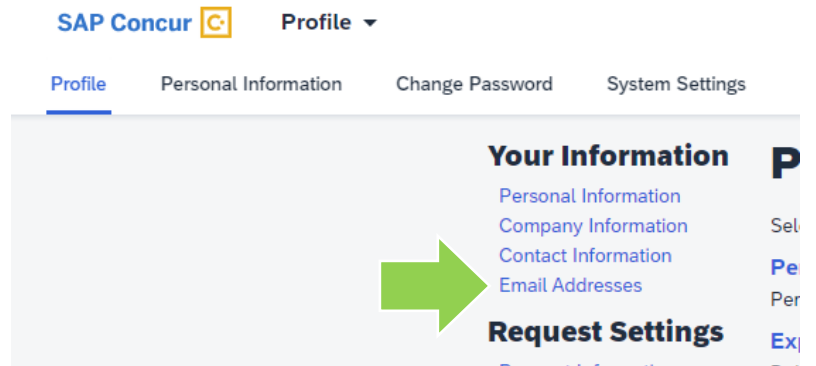 SAP Concur C. Profile
Profile Personal Information Change Password System Settings
Your Information
Personal Information
Company Information
Contact Information
Email Addresses
Request Settings